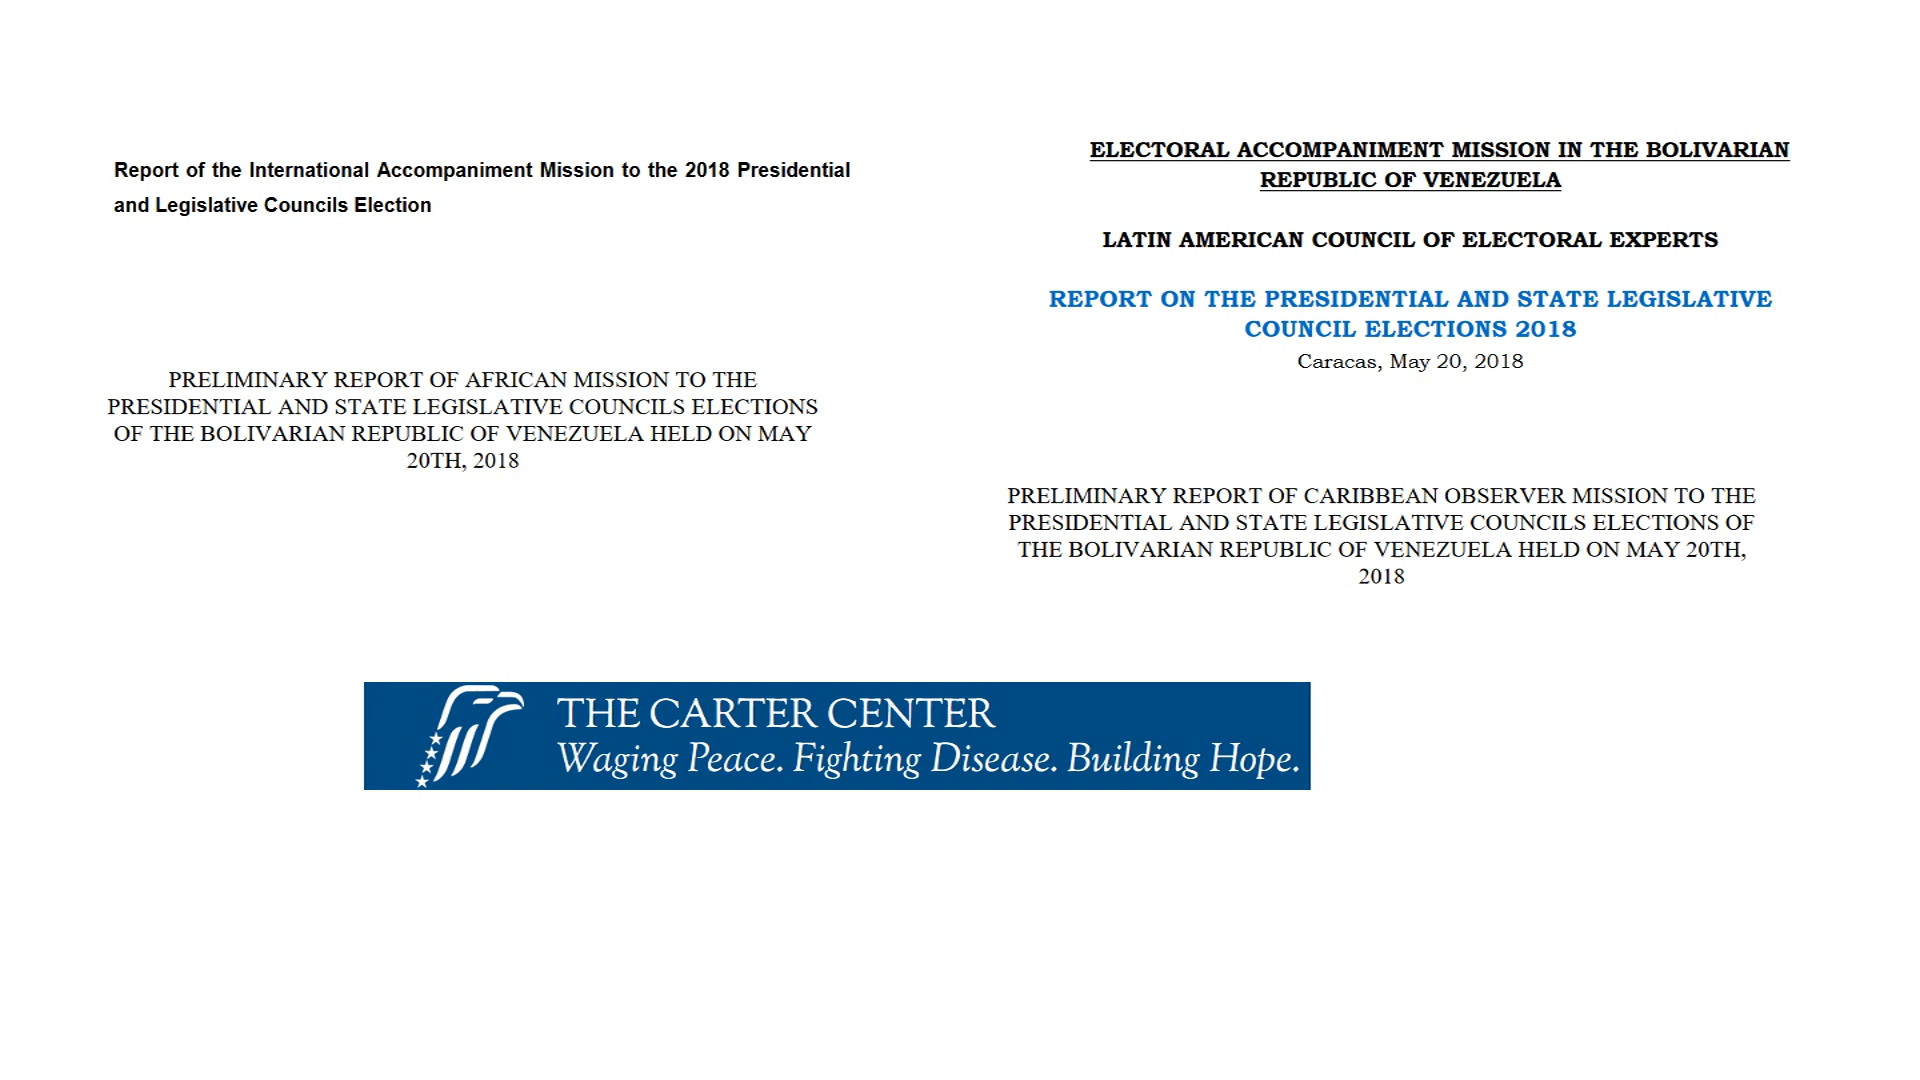 Report of the International Accompaniment Mission to the 2018 Presidential
and Legislative Councils Election
PRELIMINARY REPORT OF AFRICAN MISSION TO THE
PRESIDENTIAL AND STATE LEGISLATIVE COUNCILS ELECTIONS
OF THE BOLIVARIAN REPUBLIC OF VENEZUELA HELD ON MAY
20TH, 2018
ELECTORAL ACCOMPANIMENT MISSION IN THE BOLIVARIAN
REPUBLIC OF VENEZUELA
LATIN AMERICAN COUNCIL OF ELECTORAL EXPERTS
REPORT ON THE PRESIDENTIAL AND STATE LEGISLATIVE
COUNCIL ELECTIONS 2018
Caracas, May 20, 2018
PRELIMINARY REPORT OF CARIBBEAN OBSERVER MISSION TO THE
PRESIDENTIAL AND STATE LEGISLATIVE COUNCILS ELECTIONS OF
THE BOLIVARIAN REPUBLIC OF VENEZUELA HELD ON MAY 20TH,
2018
THE CARTER CENTER
Waging Peace. Fighting Disease. Building Hope.